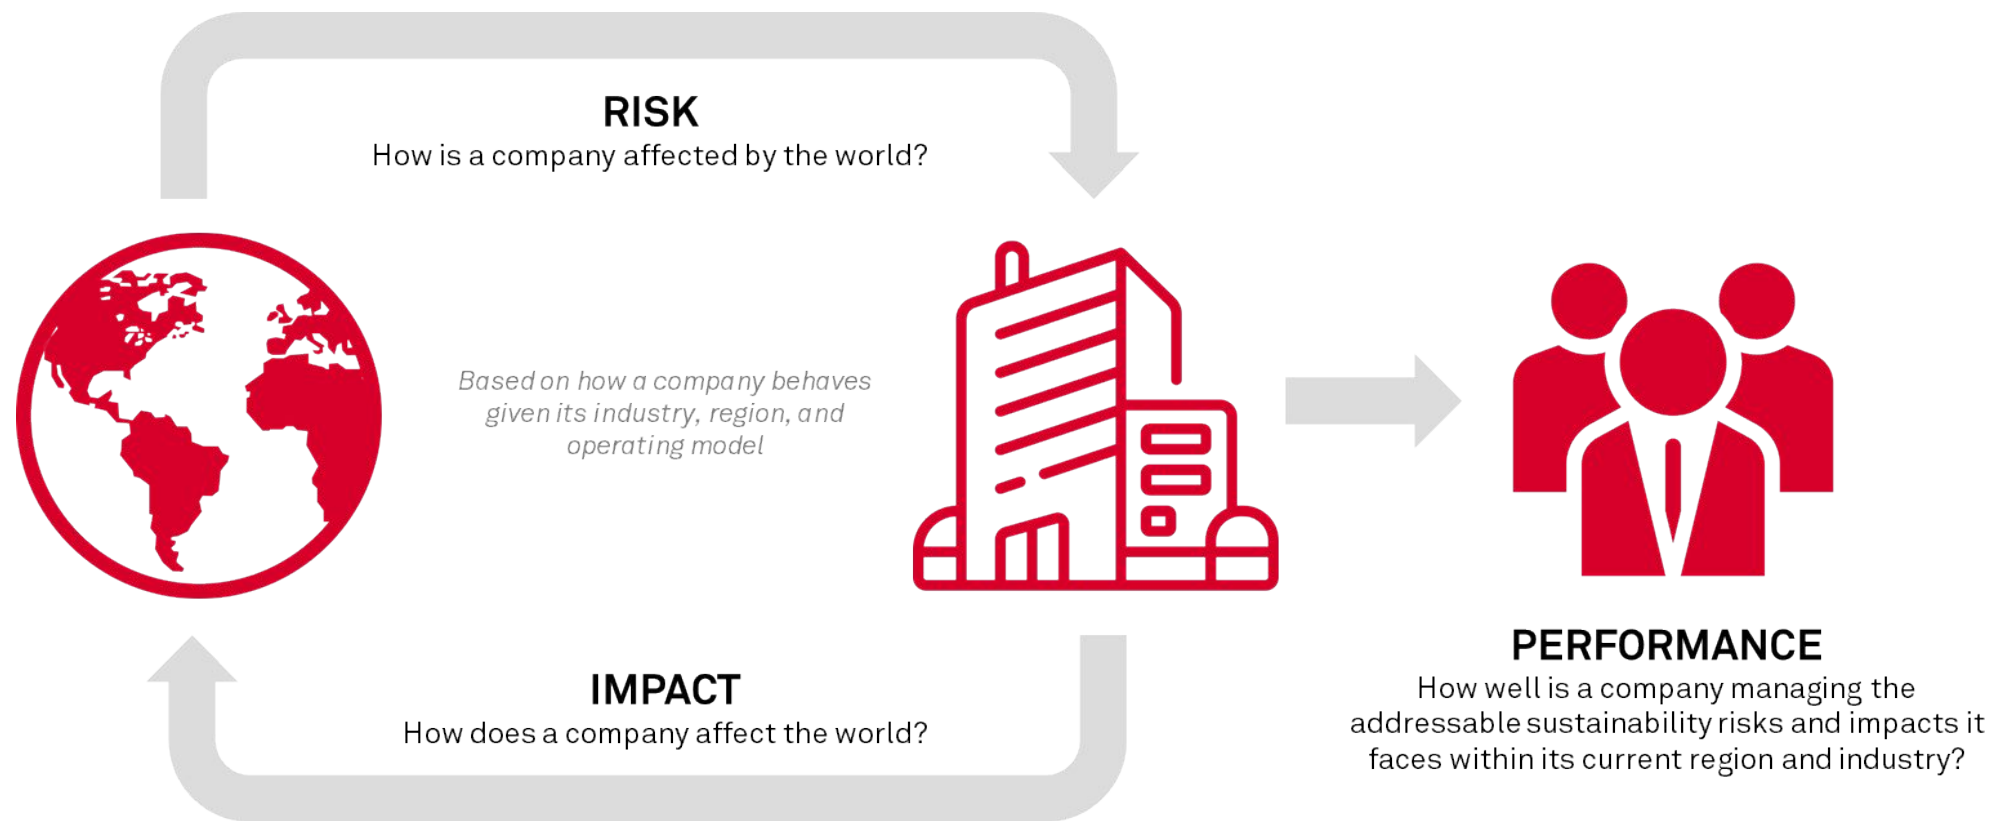 RISK
How is a company affected by the world?
Based on how a company behaves
given its industry, region, and
operating model
IMPACT
How does a company affect the world?
PERFORMANCE
How well is a company managing the
addressable sustainability risks and impacts it
faces within its current region and industry?